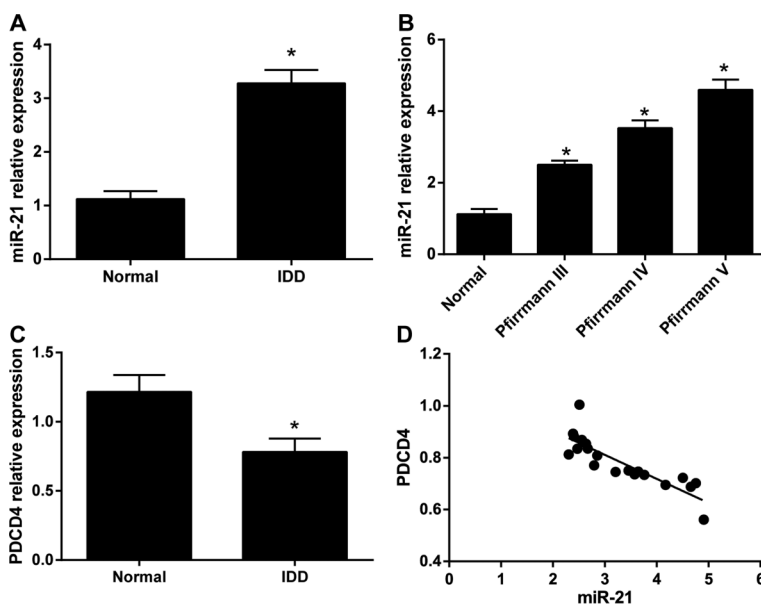 A
miR-21 relative expression
4
3
2
1
0
*
Normal
IDD
B
miR-21 relative expression
6
4
2
0
*
*
*
Normal
Pfirrmann III
Pfirrmann IV
Pfirrmann V
C
PDCD4 relative expression
1.5
1.0
0.5
0.0
*
Normal
IDD
D
PDCD4
1.2
1.0
0.8
0.6
0.4
0 1 2 3 4 5 6
miR-21